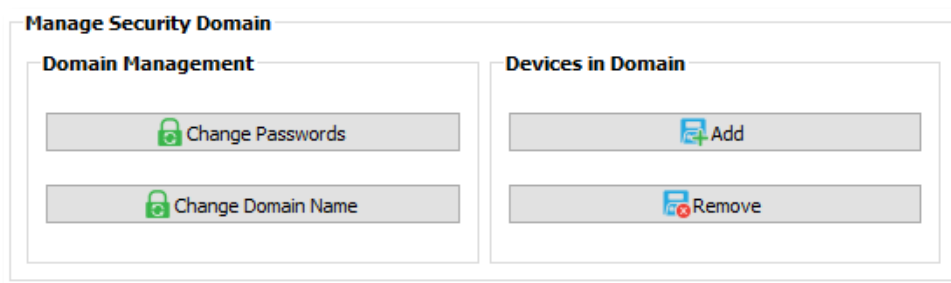 Manage Security Domain
Domain Management
Change Passwords
Change Domain Name
Devices in Domain
Add
Remove